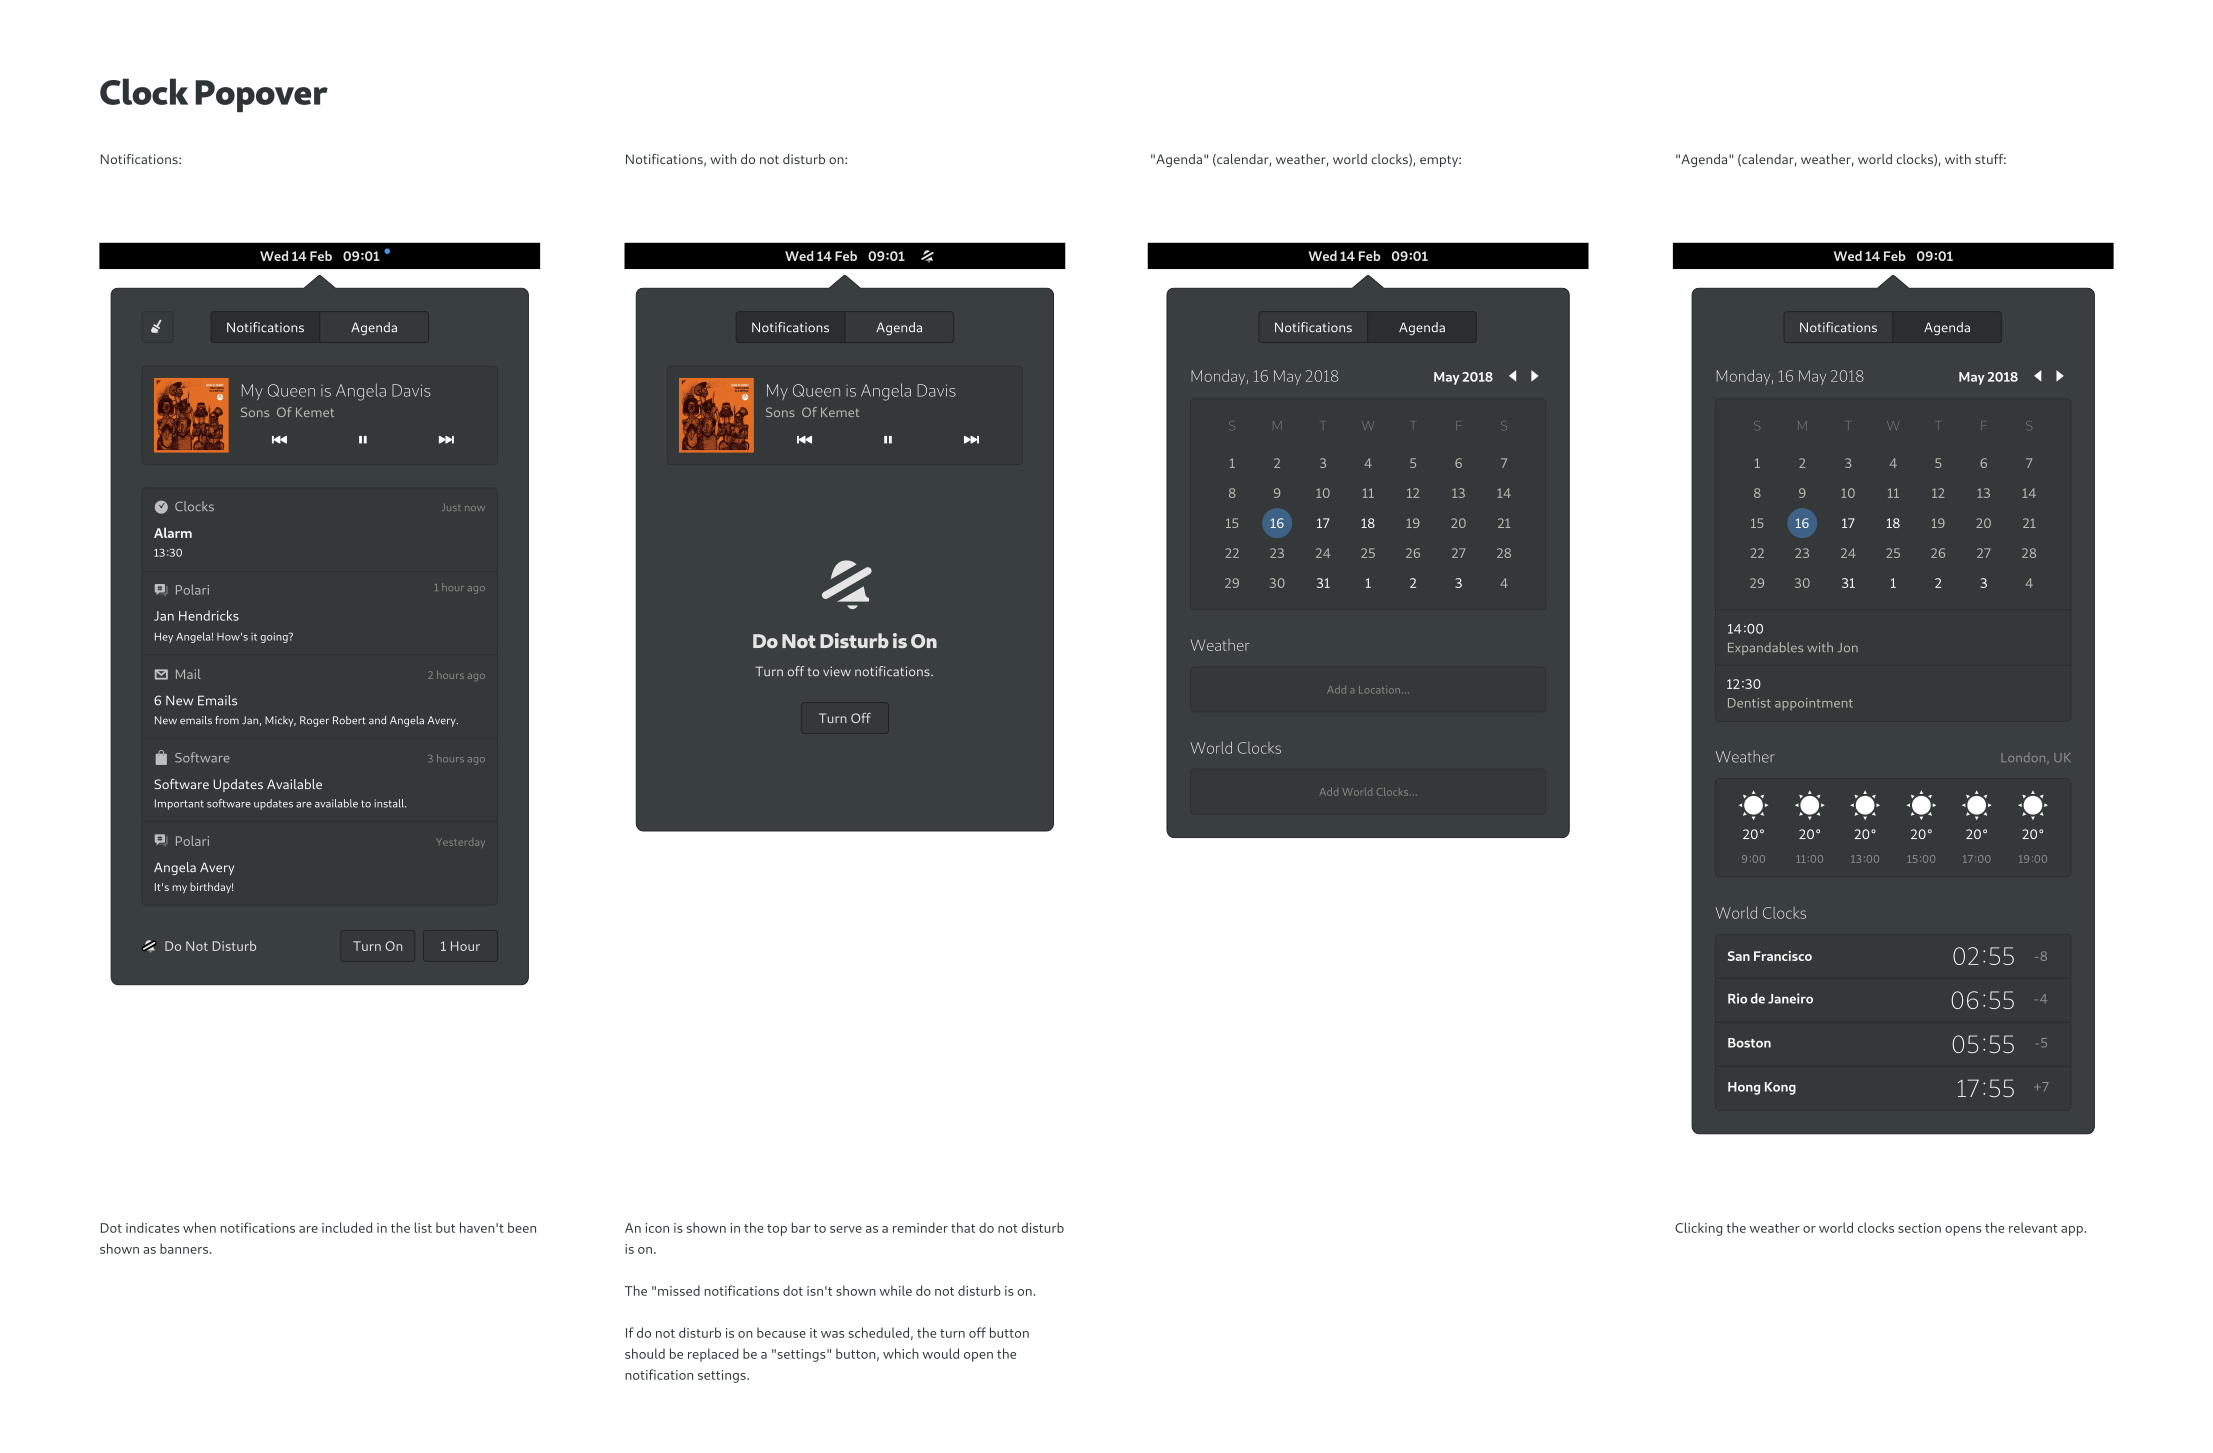 Clock Popover
Notifications:
Wed 14 Feb 09:01
Notifications Agenda
My Queen is Angela Davis
Sons Of Kemet
Clocks Just now
Alarm
13:30
Polari 1 hour ago
Jan Hendricks
Hey Angela! How's it going?
Mail 2 hours ago
6 New Emails
New emails from Jan, Micky, Roger Robert and Angela Avery.
Software 3 hours ago
Software Updates Available
Important software updates are available to install.
Polari Yesterday
Angela Avery
It's my birthday!
Do Not Disturb Turn On 1 Hour
Dot indicates when notifications are included in the list but haven't been
shown as banners.
Notifications, with do not disturb on:
Wed 14 Feb 09:01
Notifications Agenda
My Queen is Angela Davis
Sons Of Kemet
Do Not Disturb is On
Turn off to view notifications.
Turn Off
An icon is shown in the top bar to serve as a reminder that do not disturb
is on.
The "missed notifications dot isn't shown while do not disturb is on.
If do not disturb is on because it was scheduled, the turn off button
should be replaced be a "settings" button, which would open the
notification settings.
"Agenda" (calendar, weather, world clocks), empty:
Wed 14 Feb 09:01
Notifications Agenda
Monday, 16 May 2018 May 2018
S M T W T F S
1 2 3 4 5 6 7
8 9 10 11 12 13 14
15 16 17 18 19 20 21
22 23 24 25 26 27 28
29 30 31 1 2 3 4
Weather
Add a Location...
World Clocks
Add World Clocks...
"Agenda" (calendar, weather, world clocks), with stuff:
Wed 14 Feb 09:01
Notifications Agenda
Monday, 16 May 2018 May 2018
S M T W T F S
1 2 3 4 5 6 7
8 9 10 11 12 13 14
15 16 17 18 19 20 21
22 23 24 25 26 27 28
29 30 31 1 2 3 4
14:00
Expandables with Jon
12:30
Dentist appointment
Weather London, UK
20° 20° 20° 20° 20° 20°
9:00 11:00 13:00 15:00 17:00 19:00
World Clocks
San Francisco 02:55 -8
Rio de Janeiro 06:55 -4
Boston 05:55 -5
Hong Kong 17:55 +7
Clicking the weather or world clocks section opens the relevant app.